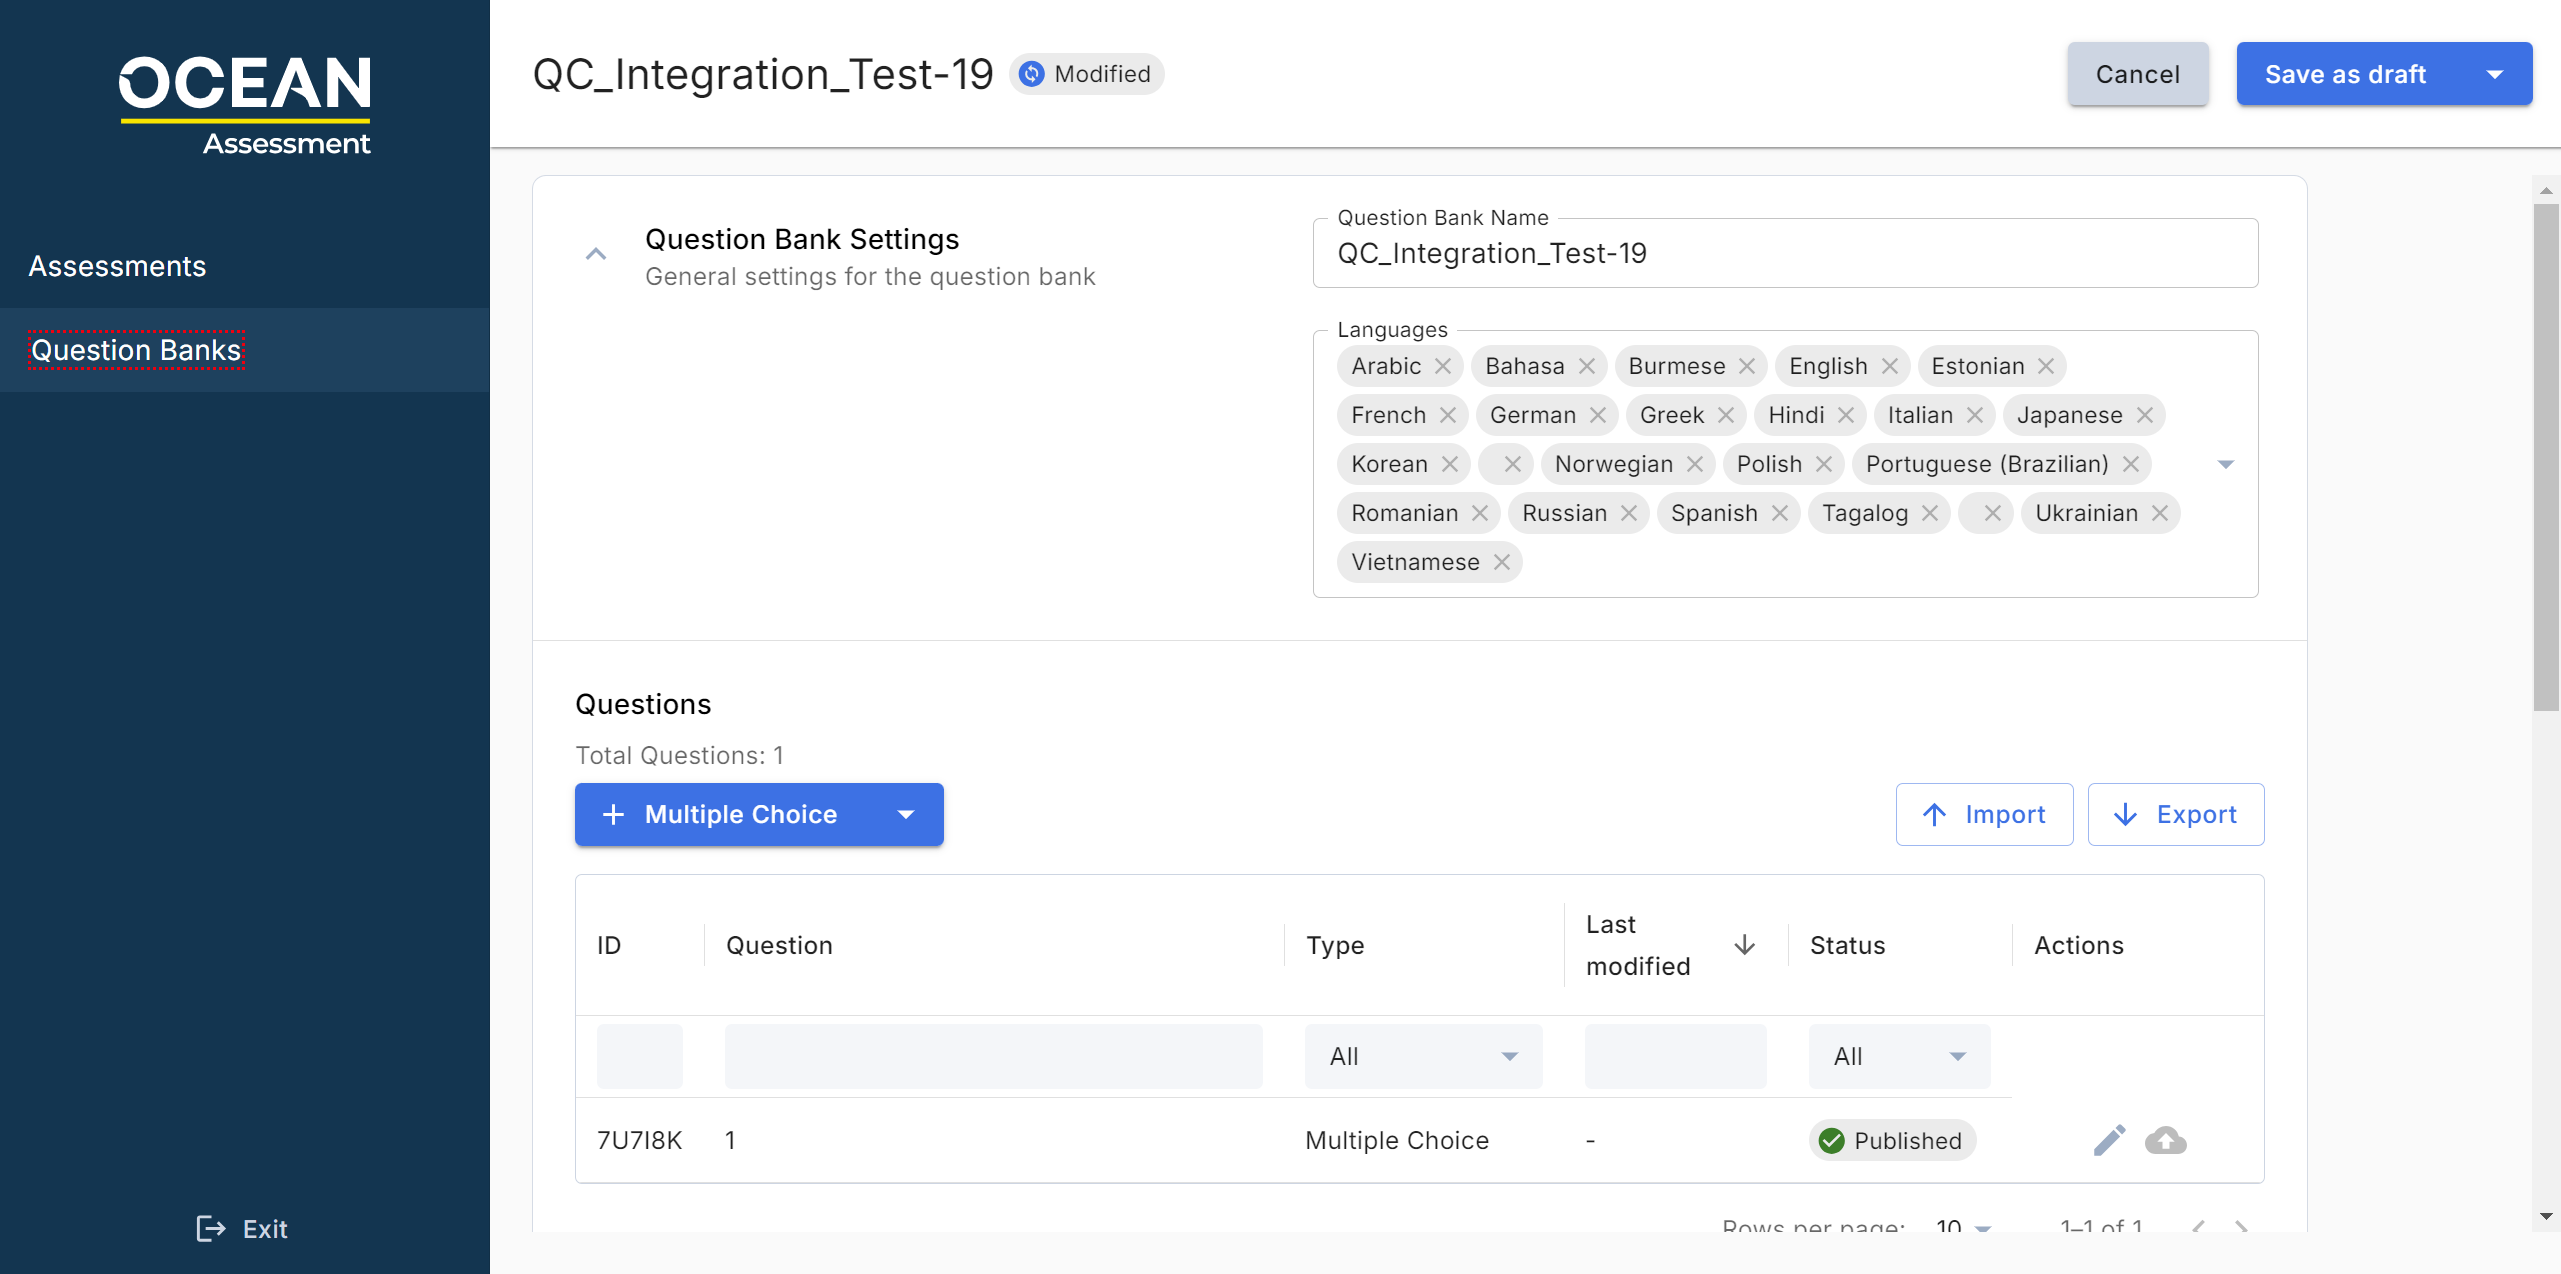 OCEAN
Assessment
Assessments
Question Banks
Exit
QC_Integration_Test-19
Modified
Cancel
Save as draft
Question Bank Settings
General settings for the question bank
Question Bank Name
QC_Integration_Test-19
Languages
Arabic Bahasa Burmese English Estonian
French German Greek Hindi Italian Japanese
Korean Norwegian Polish Portuguese (Brazilian)
Romanian Russian Spanish Tagalog Ukrainian
Vietnamese
Questions
Total Questions: 1
Multiple Choice
Import
Export
ID Question Type Last modified Status Actions
All All
7U7I8K 1 Multiple Choice - Published
Rows per page: 10 1–1 of 1